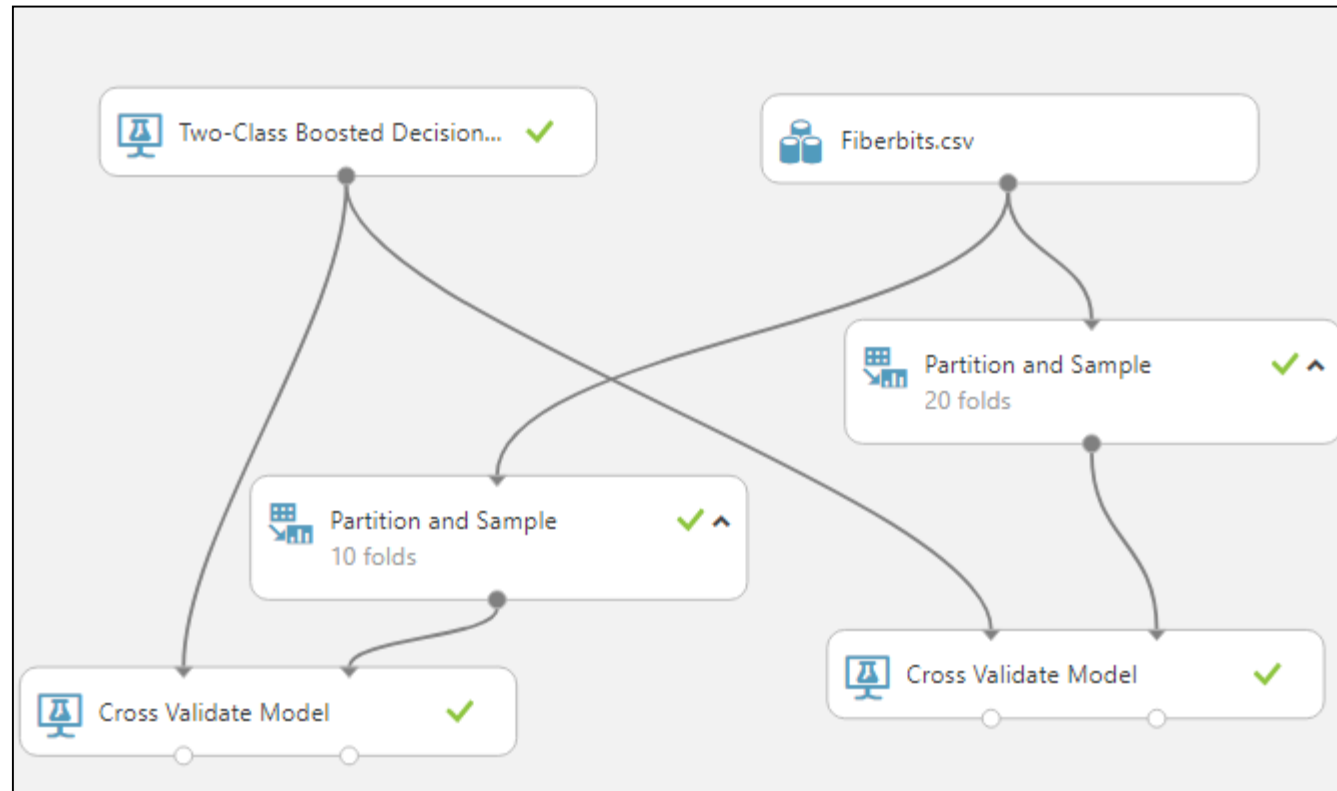 Two-Class Boosted Decision...
Fiberbits.csv
Partition and Sample
20 folds
Partition and Sample
10 folds
Cross Validate Model
Cross Validate Model